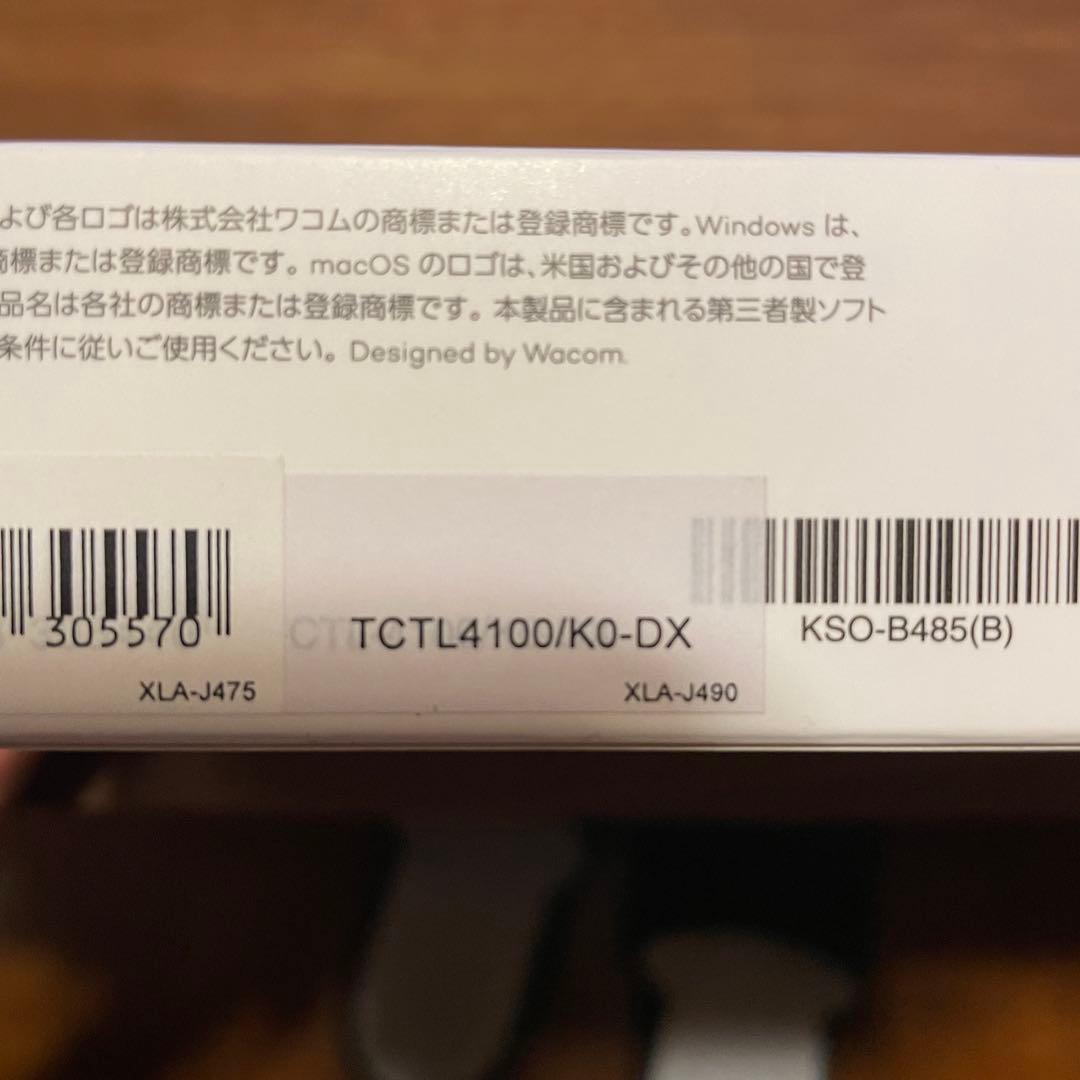 よび各ロゴは株式会社ワコムの商標または登録商標です。Windows は、
商標または登録商標です。macOS のロゴは、米国およびその他の国で登
品名は各社の商標または登録商標です。本製品に含まれる第三者製ソフト
条件に従いご使用ください。Designed by Wacom.
305570
TCTL4100/K0-DX
KSO-B485(B)
XLA-J475
XLA-J490